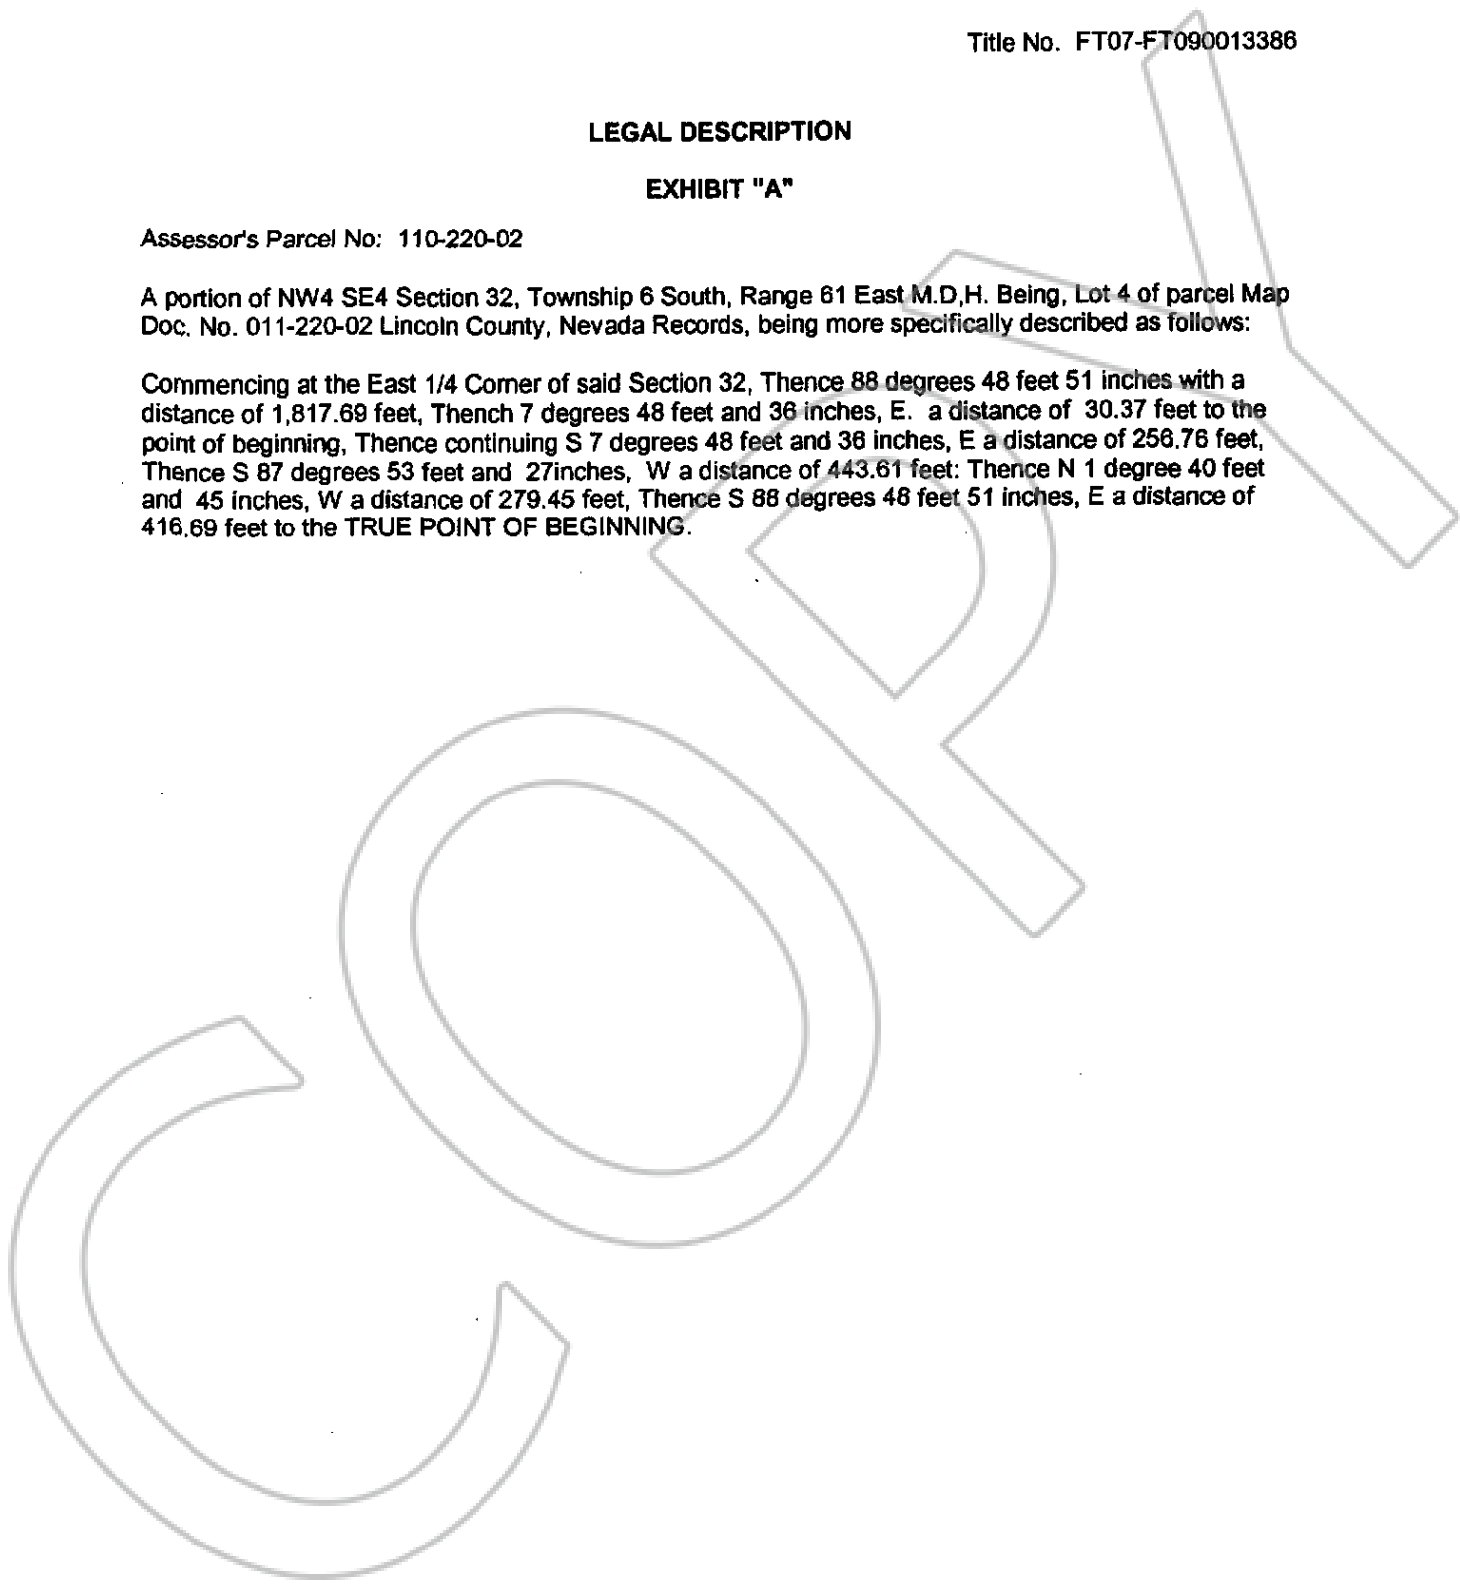 Title No. FT07-FT090013386
LEGAL DESCRIPTION
EXHIBIT "A"
Assessor's Parcel No: 110-220-02
A portion of NW4 SE4 Section 32, Township 6 South, Range 61 East M.D,H. Being, Lot 4 of parcel Map
Doc. No. 011-220-02 Lincoln County, Nevada Records, being more specifically described as follows:
Commencing at the East 1/4 Corner of said Section 32, Thence 88 degrees 48 feet 51 inches with a
distance of 1,817.69 feet, Thench 7 degrees 48 feet and 36 inches, E. a distance of 30.37 feet to the
point of beginning, Thence continuing S 7 degrees 48 feet and 36 inches, E a distance of 256.76 feet,
Thence S 87 degrees 53 feet and 27inches, W a distance of 443.61 feet: Thence N 1 degree 40 feet
and 45 inches, W a distance of 279.45 feet, Thence S 88 degrees 48 feet 51 inches, E a distance of
416.69 feet to the TRUE POINT OF BEGINNING.
COPY